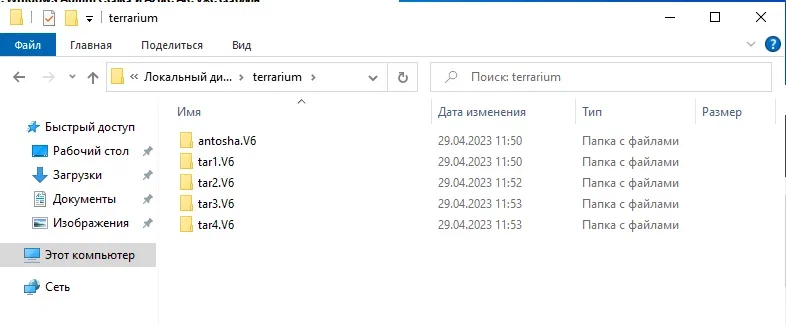 terrarium
Файл Главная Поделиться Вид
« Локальный ди... › terrarium › Поиск: terrarium
Имя Дата изменения Тип Размер
Быстрый доступ
Рабочий стол
Загрузки
Документы
Изображения
Этот компьютер
Сеть
antosha.V6 29.04.2023 11:50 Папка с файлами
tar1.V6 29.04.2023 11:50 Папка с файлами
tar2.V6 29.04.2023 11:52 Папка с файлами
tar3.V6 29.04.2023 11:53 Папка с файлами
tar4.V6 29.04.2023 11:53 Папка с файлами